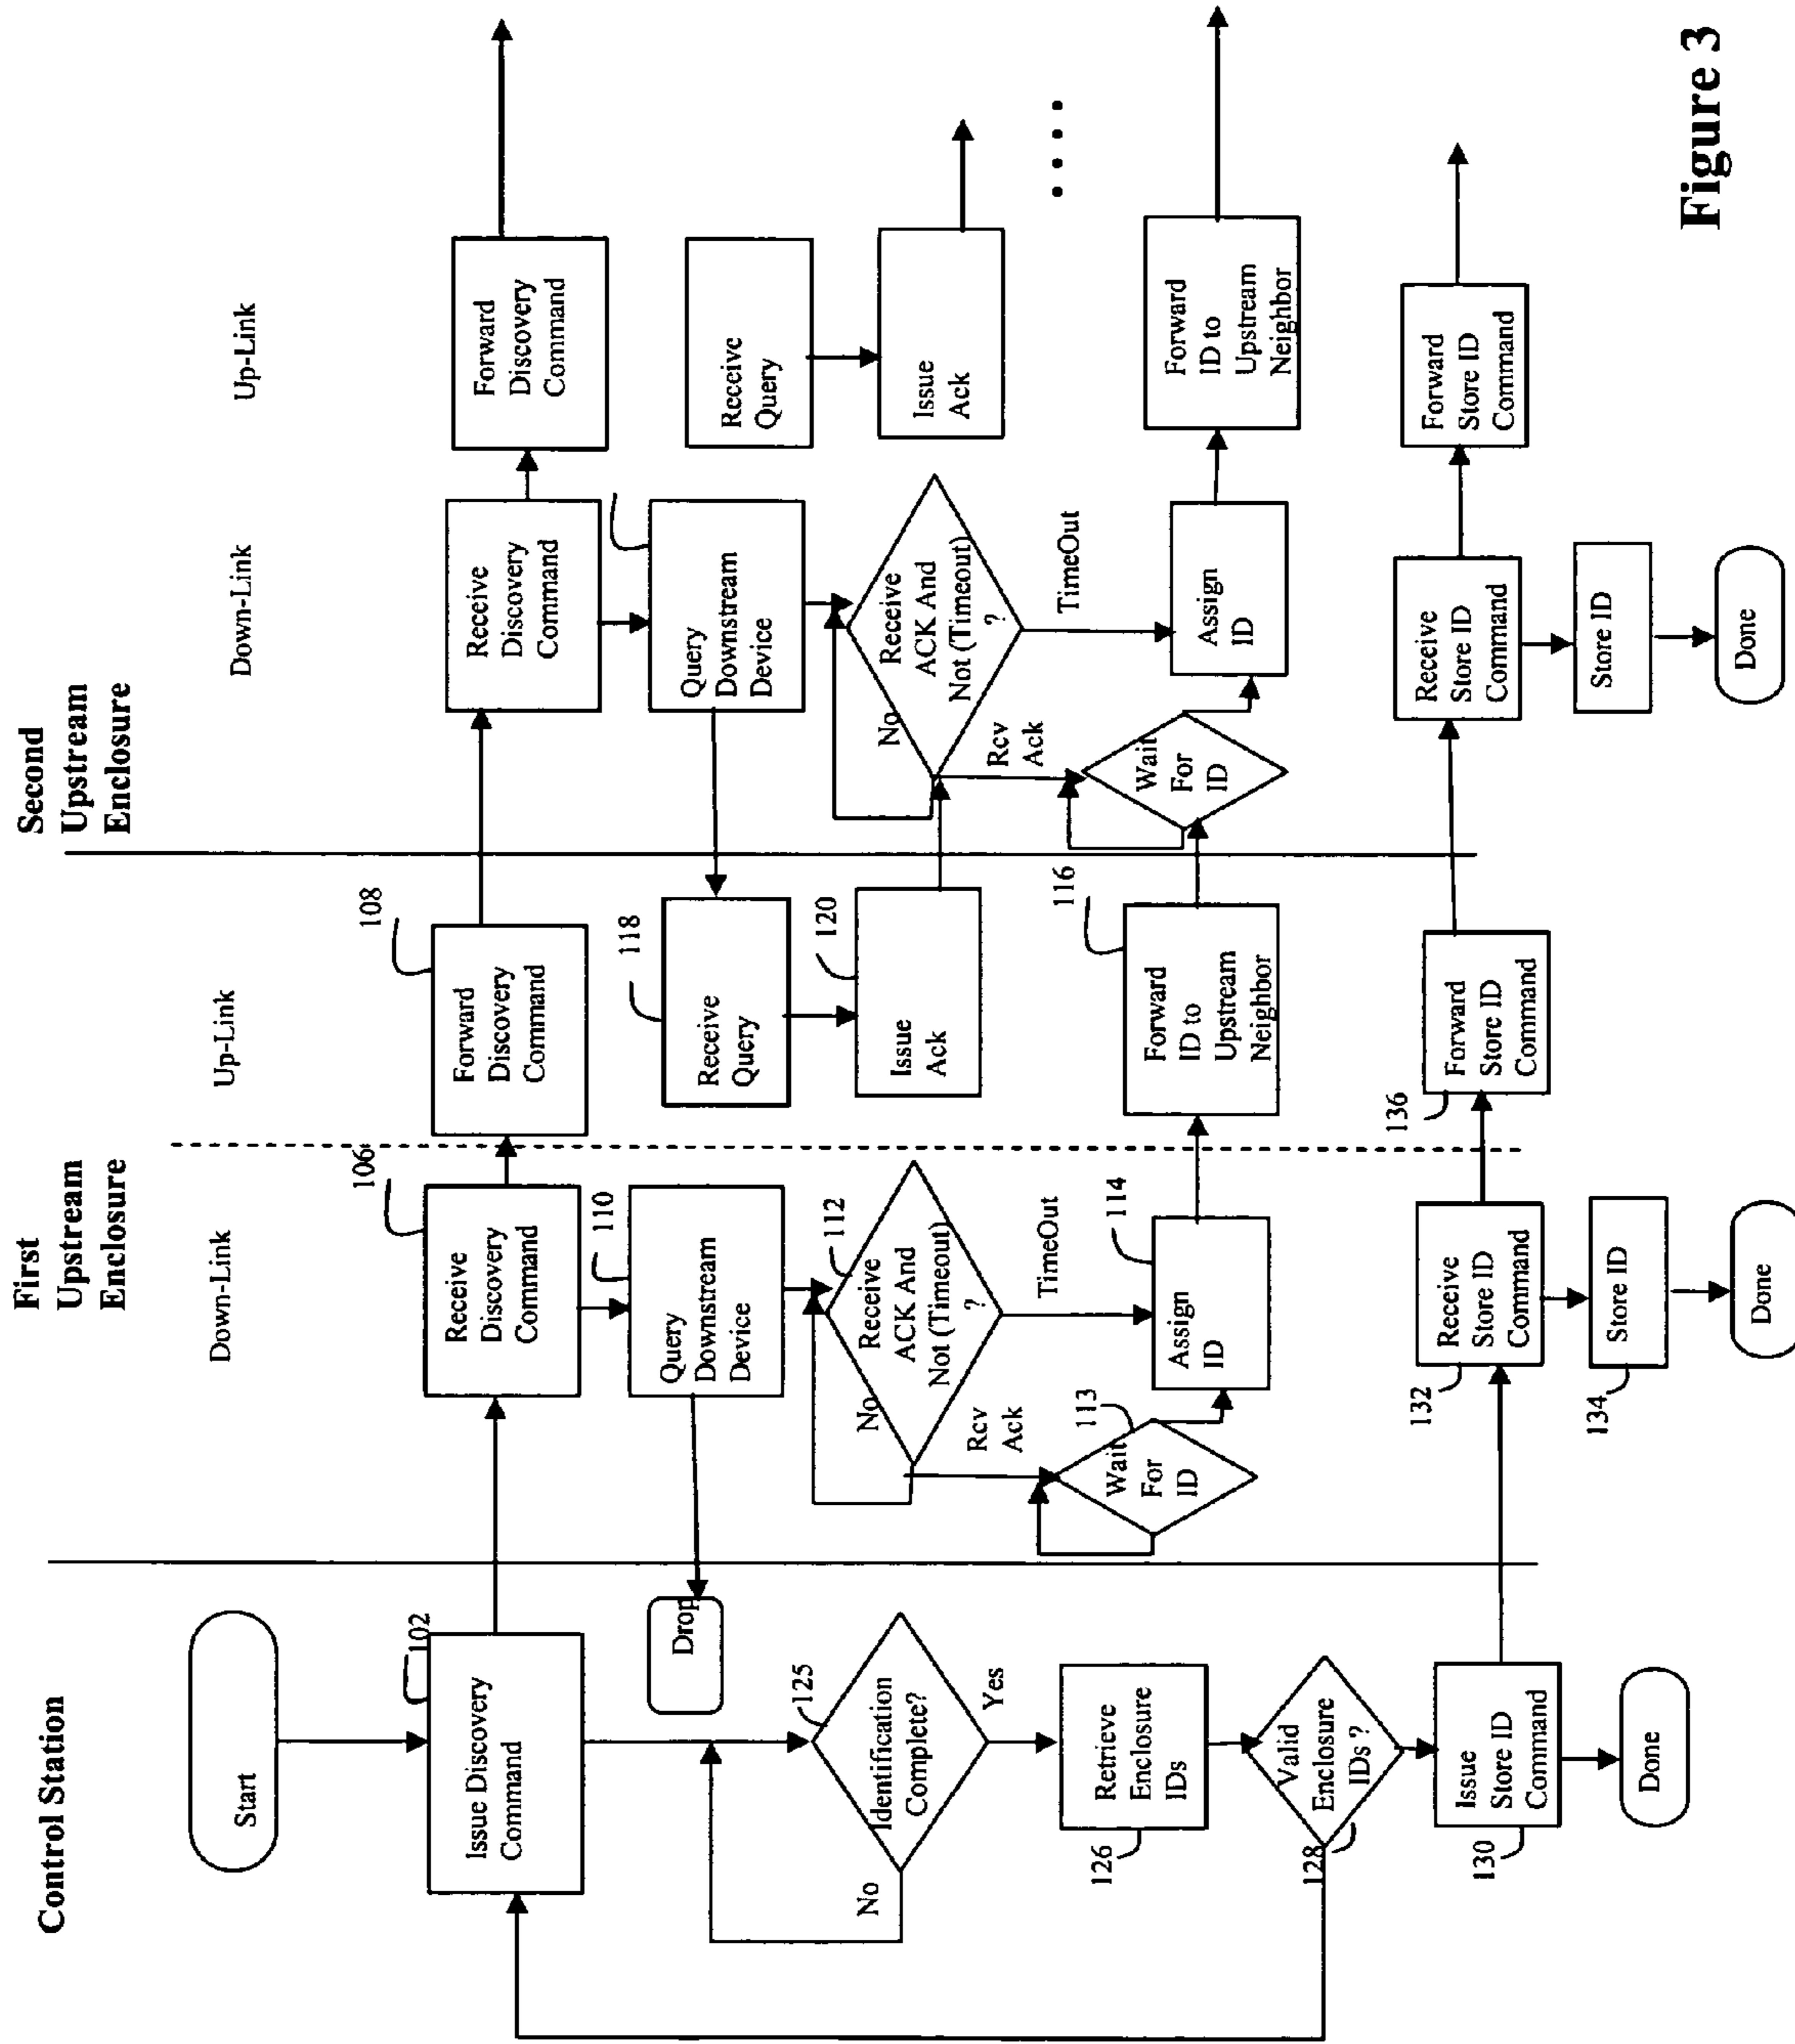 Control Station
First
Upstream
Enclosure
Second
Upstream
Enclosure
Down-Link
Up-Link
Down-Link
Up-Link
Start
102
Issue Discovery
Command
Drop
125
Identification
Complete?
No
Yes
126
Retrieve
Enclosure
IDs
128
Valid
Enclosure
IDs ?
130
Issue
Store ID
Command
Done
106
Receive
Discovery
Command
110
Query
Downstream
Device
112
Receive
ACK And
Not (Timeout)
?
No
Rcv
Ack
TimeOut
113
Wait
For
ID
114
Assign
ID
132
Receive
Store ID
Command
134
Store ID
Done
108
Forward
Discovery
Command
118
Receive
Query
120
Issue
Ack
116
Forward
ID to
Upstream
Neighbor
136
Forward
Store ID
Command
Receive
Discovery
Command
Query
Downstream
Device
Receive
ACK And
Not (Timeout)
?
No
Rcv
Ack
TimeOut
Wait
For
ID
Assign
ID
Receive
Store ID
Command
Store ID
Done
Forward
Discovery
Command
Receive
Query
Issue
Ack
Forward
ID to
Upstream
Neighbor
Forward
Store ID
Command
Figure 3